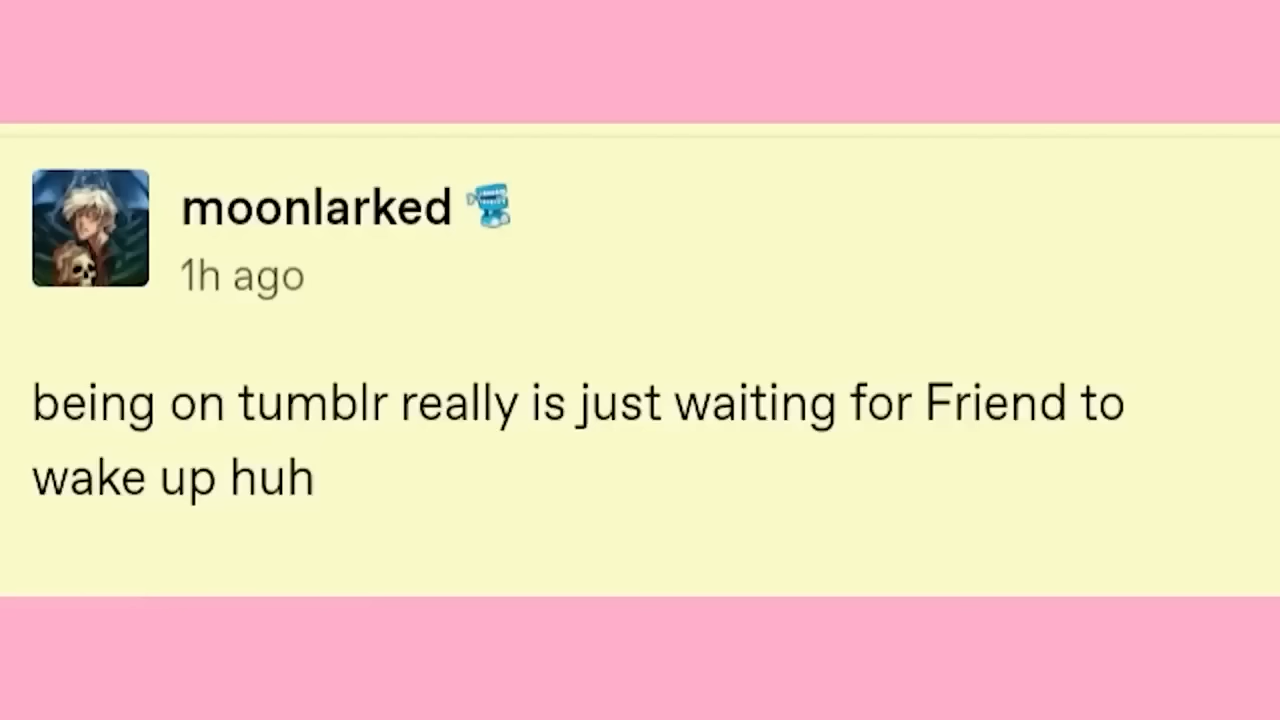 moonlarked
1h ago
being on tumblr really is just waiting for Friend to
wake up huh